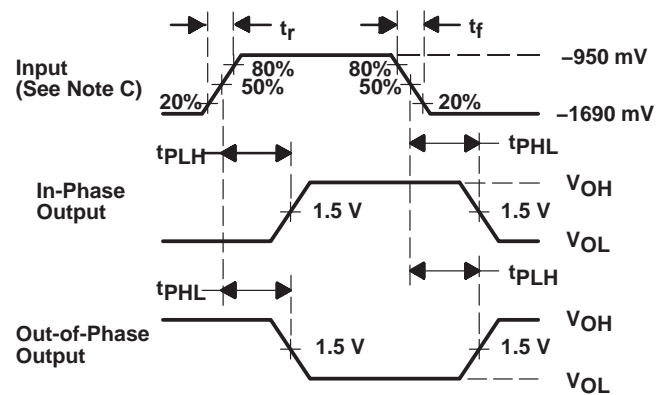 tr
tf
Input
(See Note C)
20%
50%
80%
80%
50%
20%
–950 mV
–1690 mV
tPLH
tPHL
In-Phase
Output
1.5 V
1.5 V
VOH
VOL
tPHL
tPLH
Out-of-Phase
Output
1.5 V
1.5 V
VOH
VOL